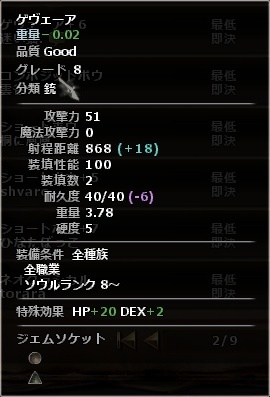 ゲヴェーア
重量－0.02
品質 Good
グレード 8
分類 銃
攻撃力 51
魔法攻撃力 0
射程距離 868 (+18)
装填性能 100
装填数 2
耐久度 40/40 (-6)
重量 3.78
硬度 5
装備条件 全種族
全職業
ソウルランク 8～
特殊効果 HP+20 DEX+2
ジェムソケット
2/9
最低
即決
最低
即決
最低
即決
最低
即決
最低
即決